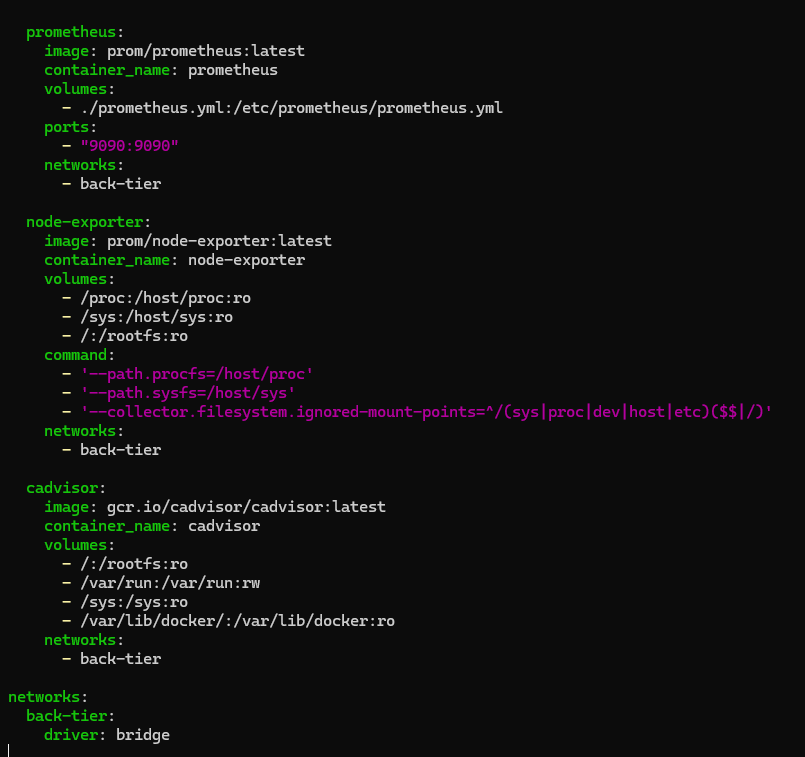 prometheus:
image: prom/prometheus:latest
container_name: prometheus
volumes:
- ./prometheus.yml:/etc/prometheus/prometheus.yml
ports:
- "9090:9090"
networks:
- back-tier
node-exporter:
image: prom/node-exporter:latest
container_name: node-exporter
volumes:
- /proc:/host/proc:ro
- /sys:/host/sys:ro
- /:/rootfs:ro
command:
- '--path.procfs=/host/proc'
- '--path.sysfs=/host/sys'
- '--collector.filesystem.ignored-mount-points=^/(sys|proc|dev|host|etc)($$|/)'
networks:
- back-tier
cadvisor:
image: gcr.io/cadvisor/cadvisor:latest
container_name: cadvisor
volumes:
- /:/rootfs:ro
- /var/run:/var/run:rw
- /sys:/sys:ro
- /var/lib/docker/:/var/lib/docker:ro
networks:
- back-tier
networks:
back-tier:
driver: bridge